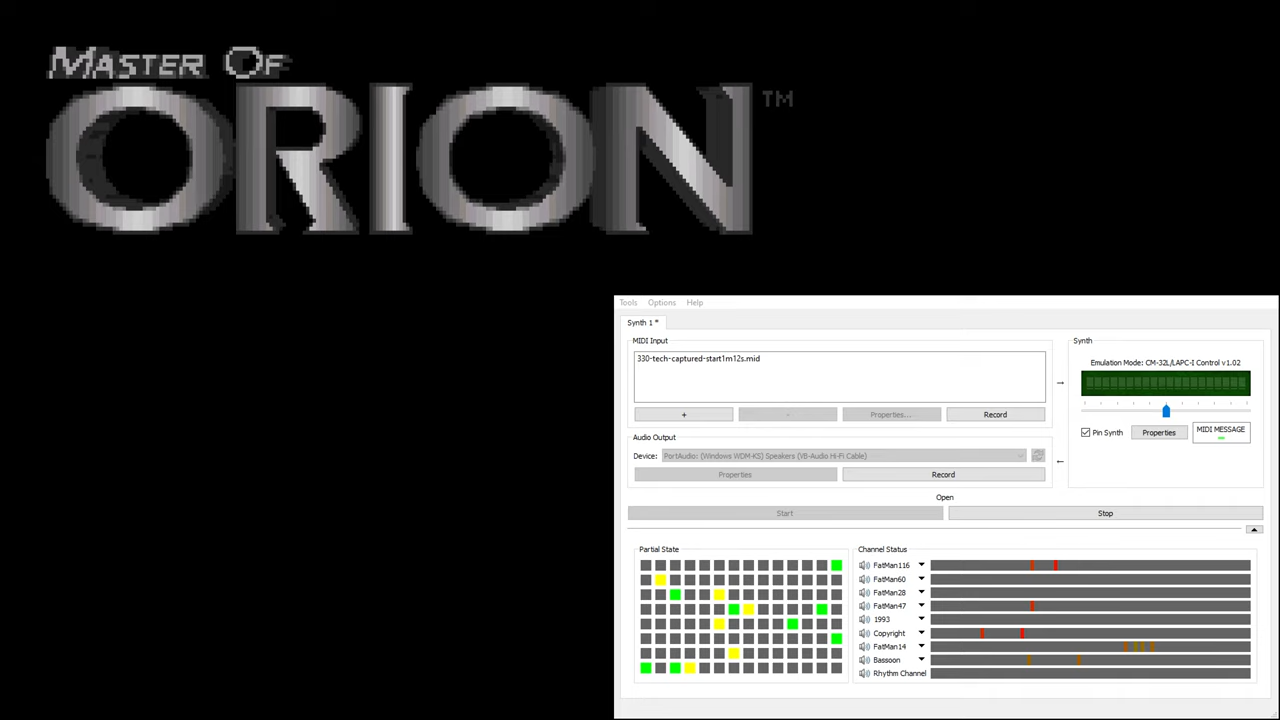 MASTER OF
ORION™
Tools Options Help
Synth 1 *
MIDI Input
330-tech-captured-start1m12s.mid
+ - Properties... Record
Audio Output
Device: PortAudio: (Windows WDM-KS) Speakers (VB-Audio Hi-Fi Cable)
Properties Record
Synth
Emulation Mode: CM-32L/LAPC-I Control v1.02
Pin Synth Properties MIDI MESSAGE
Open
Start Stop
Partial State
Channel Status
FatMan116
FatMan60
FatMan28
FatMan47
1993
Copyright
FatMan14
Bassoon
Rhythm Channel